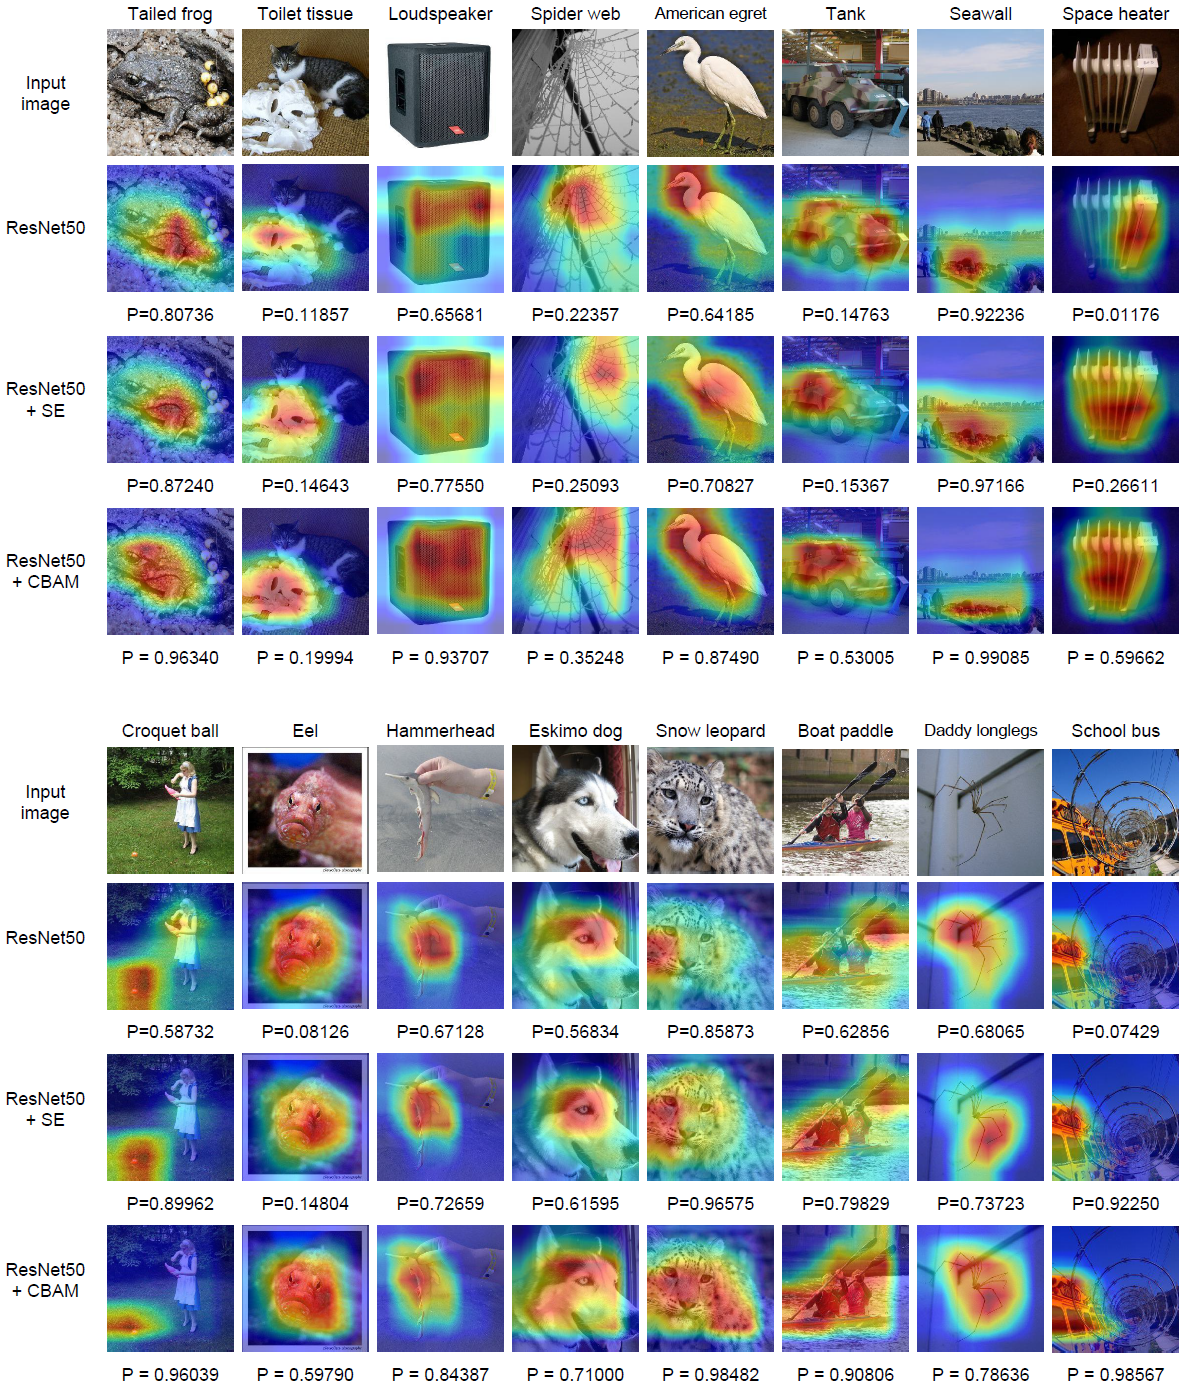 Tailed frog Toilet tissue Loudspeaker Spider web American egret Tank Seawall Space heater
Input
image
ResNet50
P=0.80736 P=0.11857 P=0.65681 P=0.22357 P=0.64185 P=0.14763 P=0.92236 P=0.01176
ResNet50
+ SE
P=0.87240 P=0.14643 P=0.77550 P=0.25093 P=0.70827 P=0.15367 P=0.97166 P=0.26611
ResNet50
+ CBAM
P = 0.96340 P = 0.19994 P = 0.93707 P = 0.35248 P = 0.87490 P = 0.53005 P = 0.99085 P = 0.59662
Croquet ball Eel Hammerhead Eskimo dog Snow leopard Boat paddle Daddy longlegs School bus
Input
image
ResNet50
P=0.58732 P=0.08126 P=0.67128 P=0.56834 P=0.85873 P=0.62856 P=0.68065 P=0.07429
ResNet50
+ SE
P=0.89962 P=0.14804 P=0.72659 P=0.61595 P=0.96575 P=0.79829 P=0.73723 P=0.92250
ResNet50
+ CBAM
P = 0.96039 P = 0.59790 P = 0.84387 P = 0.71000 P = 0.98482 P = 0.90806 P = 0.78636 P = 0.98567